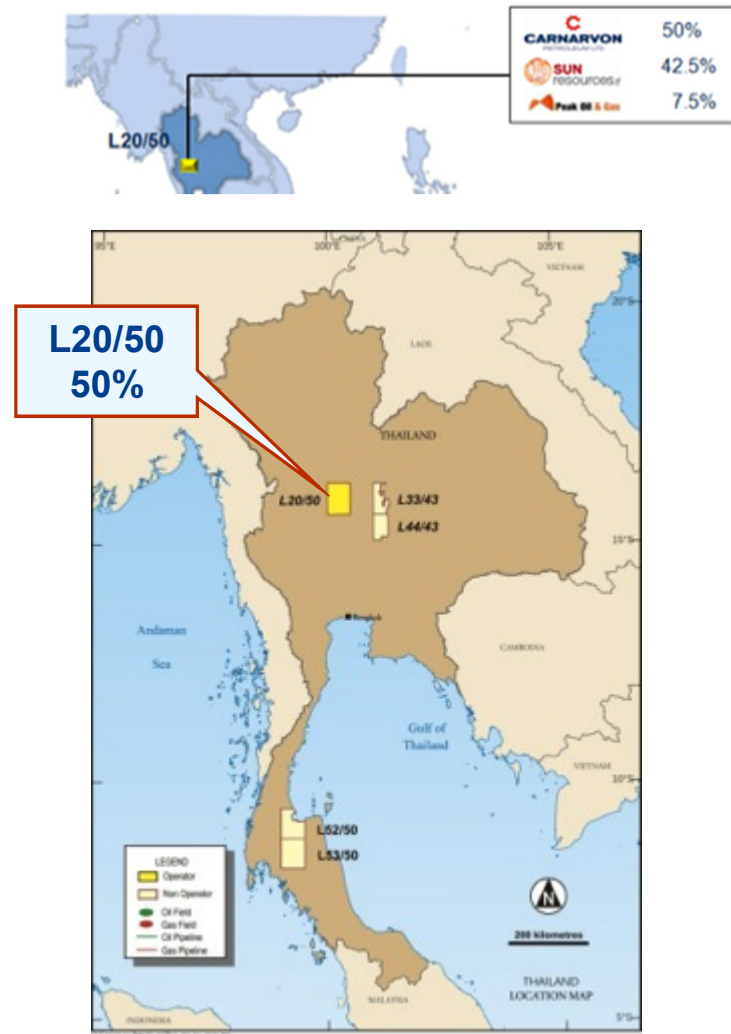 CARNARVON
PETROLEUM LTD
50%
SUN
resources
42.5%
Peak Oil & Gas
7.5%
L20/50
95°E
100°E
105°E
CHINA
VIETNAM
20°S
L20/50
50%
LAOS
THAILAND
L20/50
L33/43
L44/43
15°S
Bangkok
Andaman
Sea
CAMBODIA
Gulf of
Thailand
VIETNAM
10°S
L52/50
L53/50
LEGEND
Operator
Non Operator
Oil Field
Gas Field
Oil Pipeline
Gas Pipeline
N
200 kilometres
THAILAND
LOCATION MAP
MALAYSIA
INDONESIA
5°S